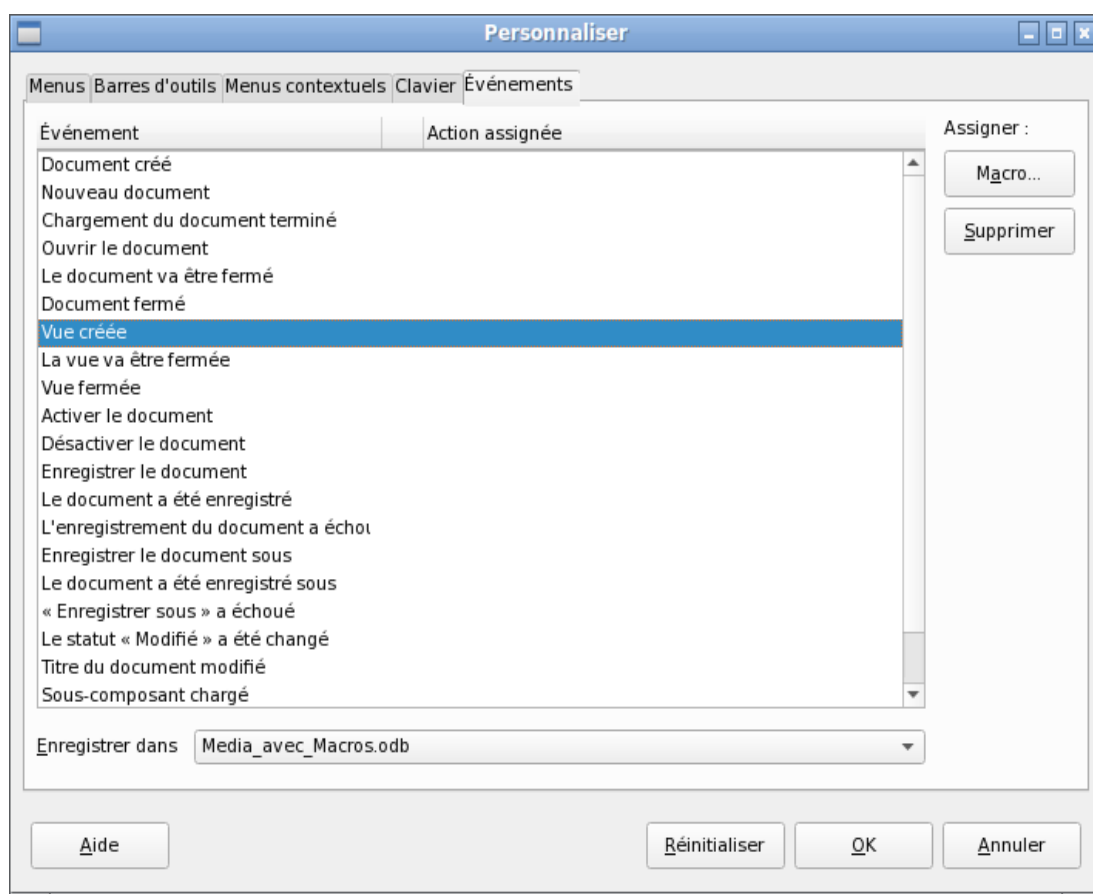 Personnaliser
Menus Barres d'outils Menus contextuels Clavier Événements
Événement Action assignée Assigner :
Document créé
Macro...
Nouveau document
Chargement du document terminé
Supprimer
Ouvrir le document
Le document va être fermé
Document fermé
Vue créée
La vue va être fermée
Vue fermée
Activer le document
Désactiver le document
Enregistrer le document
Le document a été enregistré
L'enregistrement du document a échou
Enregistrer le document sous
Le document a été enregistré sous
« Enregistrer sous » a échoué
Le statut « Modifié » a été changé
Titre du document modifié
Sous-composant chargé
Enregistrer dans Media_avec_Macros.odb
Aide Réinitialiser OK Annuler